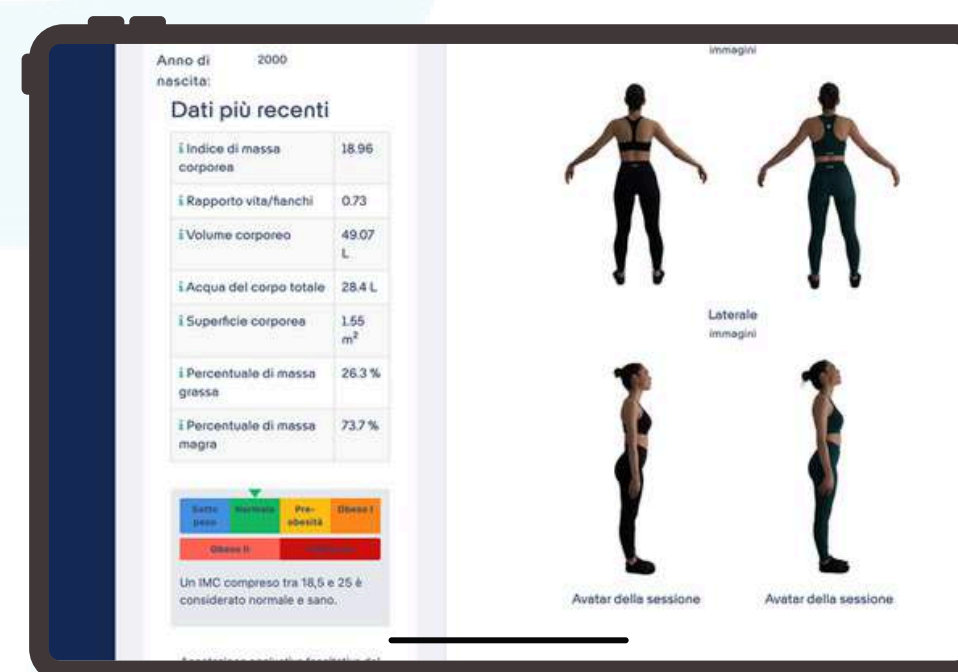 Anno di
nascita:
2000
Dati più recenti
i Indice di massa
corporea
18.96
i Rapporto vita/fianchi
0.73
i Volume corporeo
49.07
L
i Acqua del corpo totale
28.4 L
i Superficie corporea
1.55
m²
i Percentuale di massa
grassa
26.3 %
i Percentuale di massa
magra
73.7 %
Sotto
peso
Normale
Pre-
obesità
Obeso I
Obeso II
Un IMC compreso tra 18,5 e 25 è
considerato normale e sano.
immagini
Laterale
immagini
Avatar della sessione
Avatar della sessione